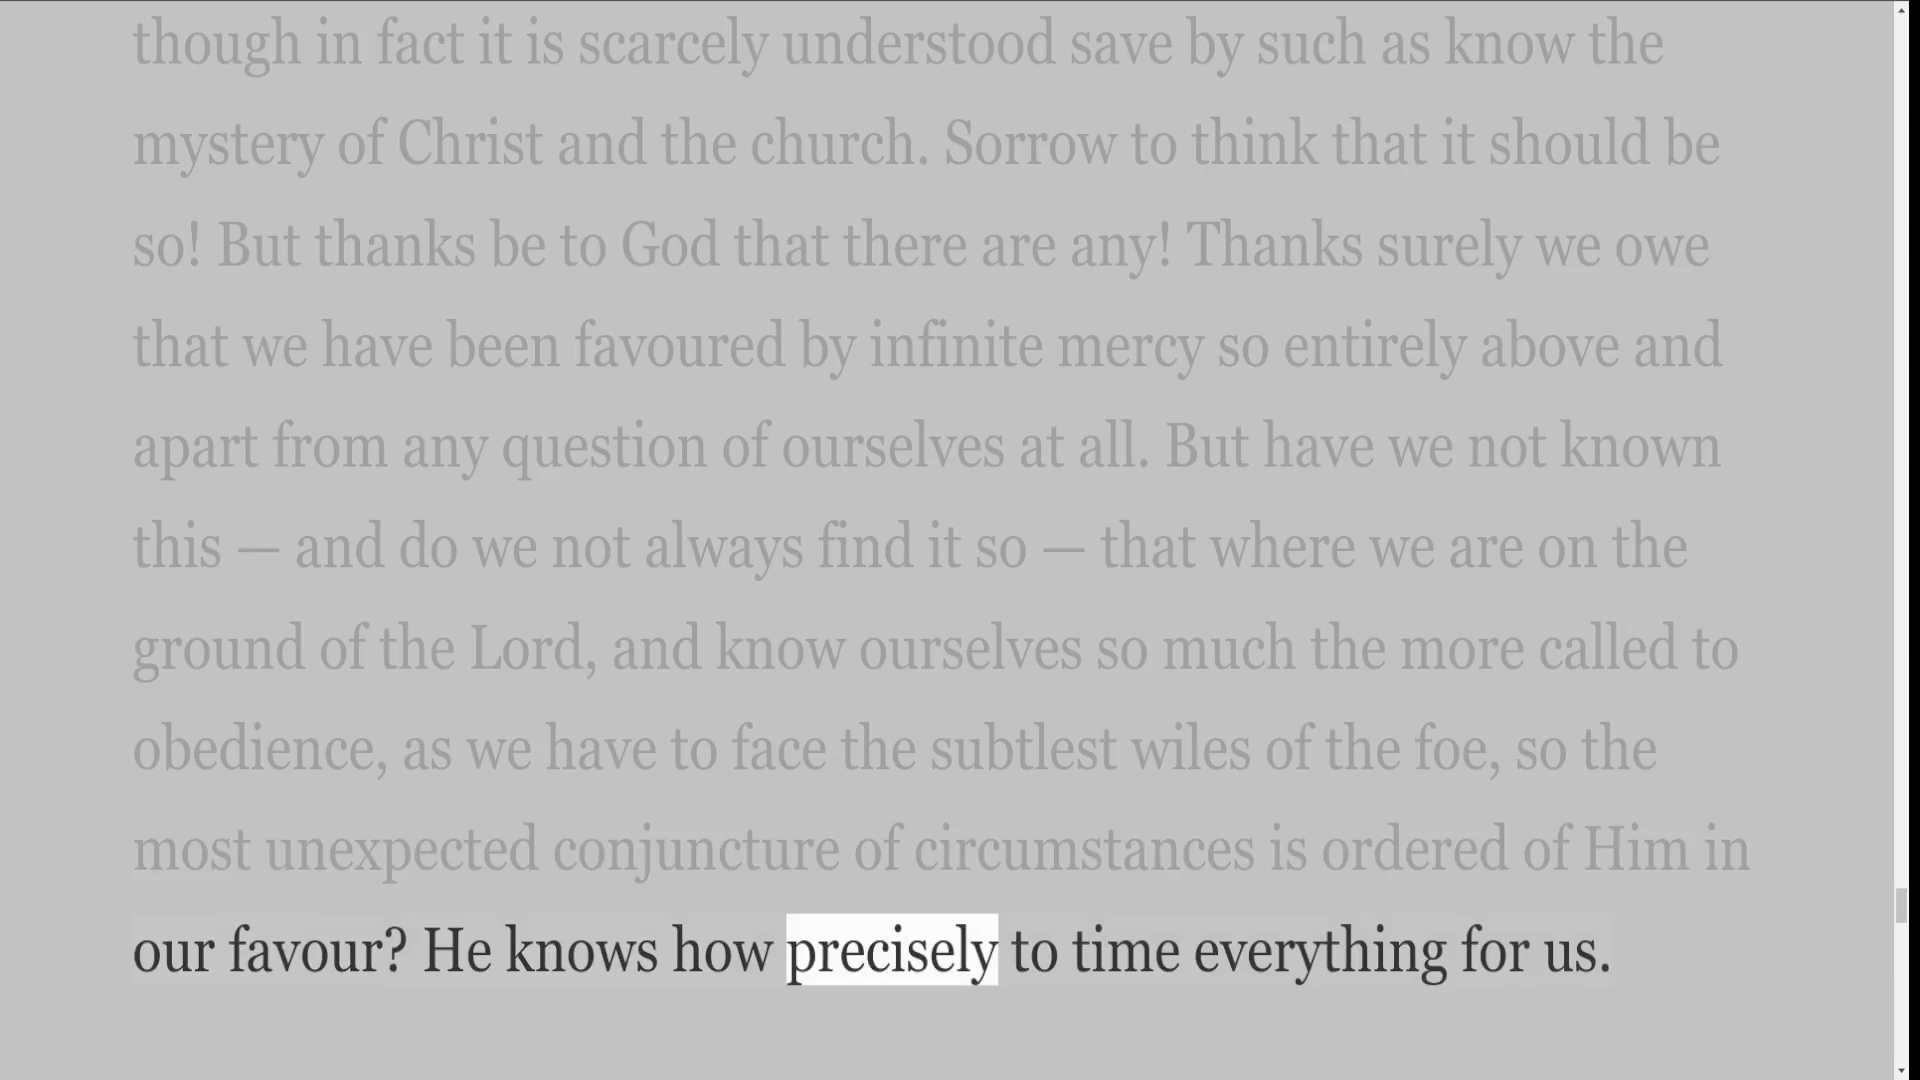 though in fact it is scarcely understood save by such as know the
mystery of Christ and the church. Sorrow to think that it should be
so! But thanks be to God that there are any! Thanks surely we owe
that we have been favoured by infinite mercy so entirely above and
apart from any question of ourselves at all. But have we not known
this — and do we not always find it so — that where we are on the
ground of the Lord, and know ourselves so much the more called to
obedience, as we have to face the subtlest wiles of the foe, so the
most unexpected conjuncture of circumstances is ordered of Him in
our favour? He knows how precisely to time everything for us.